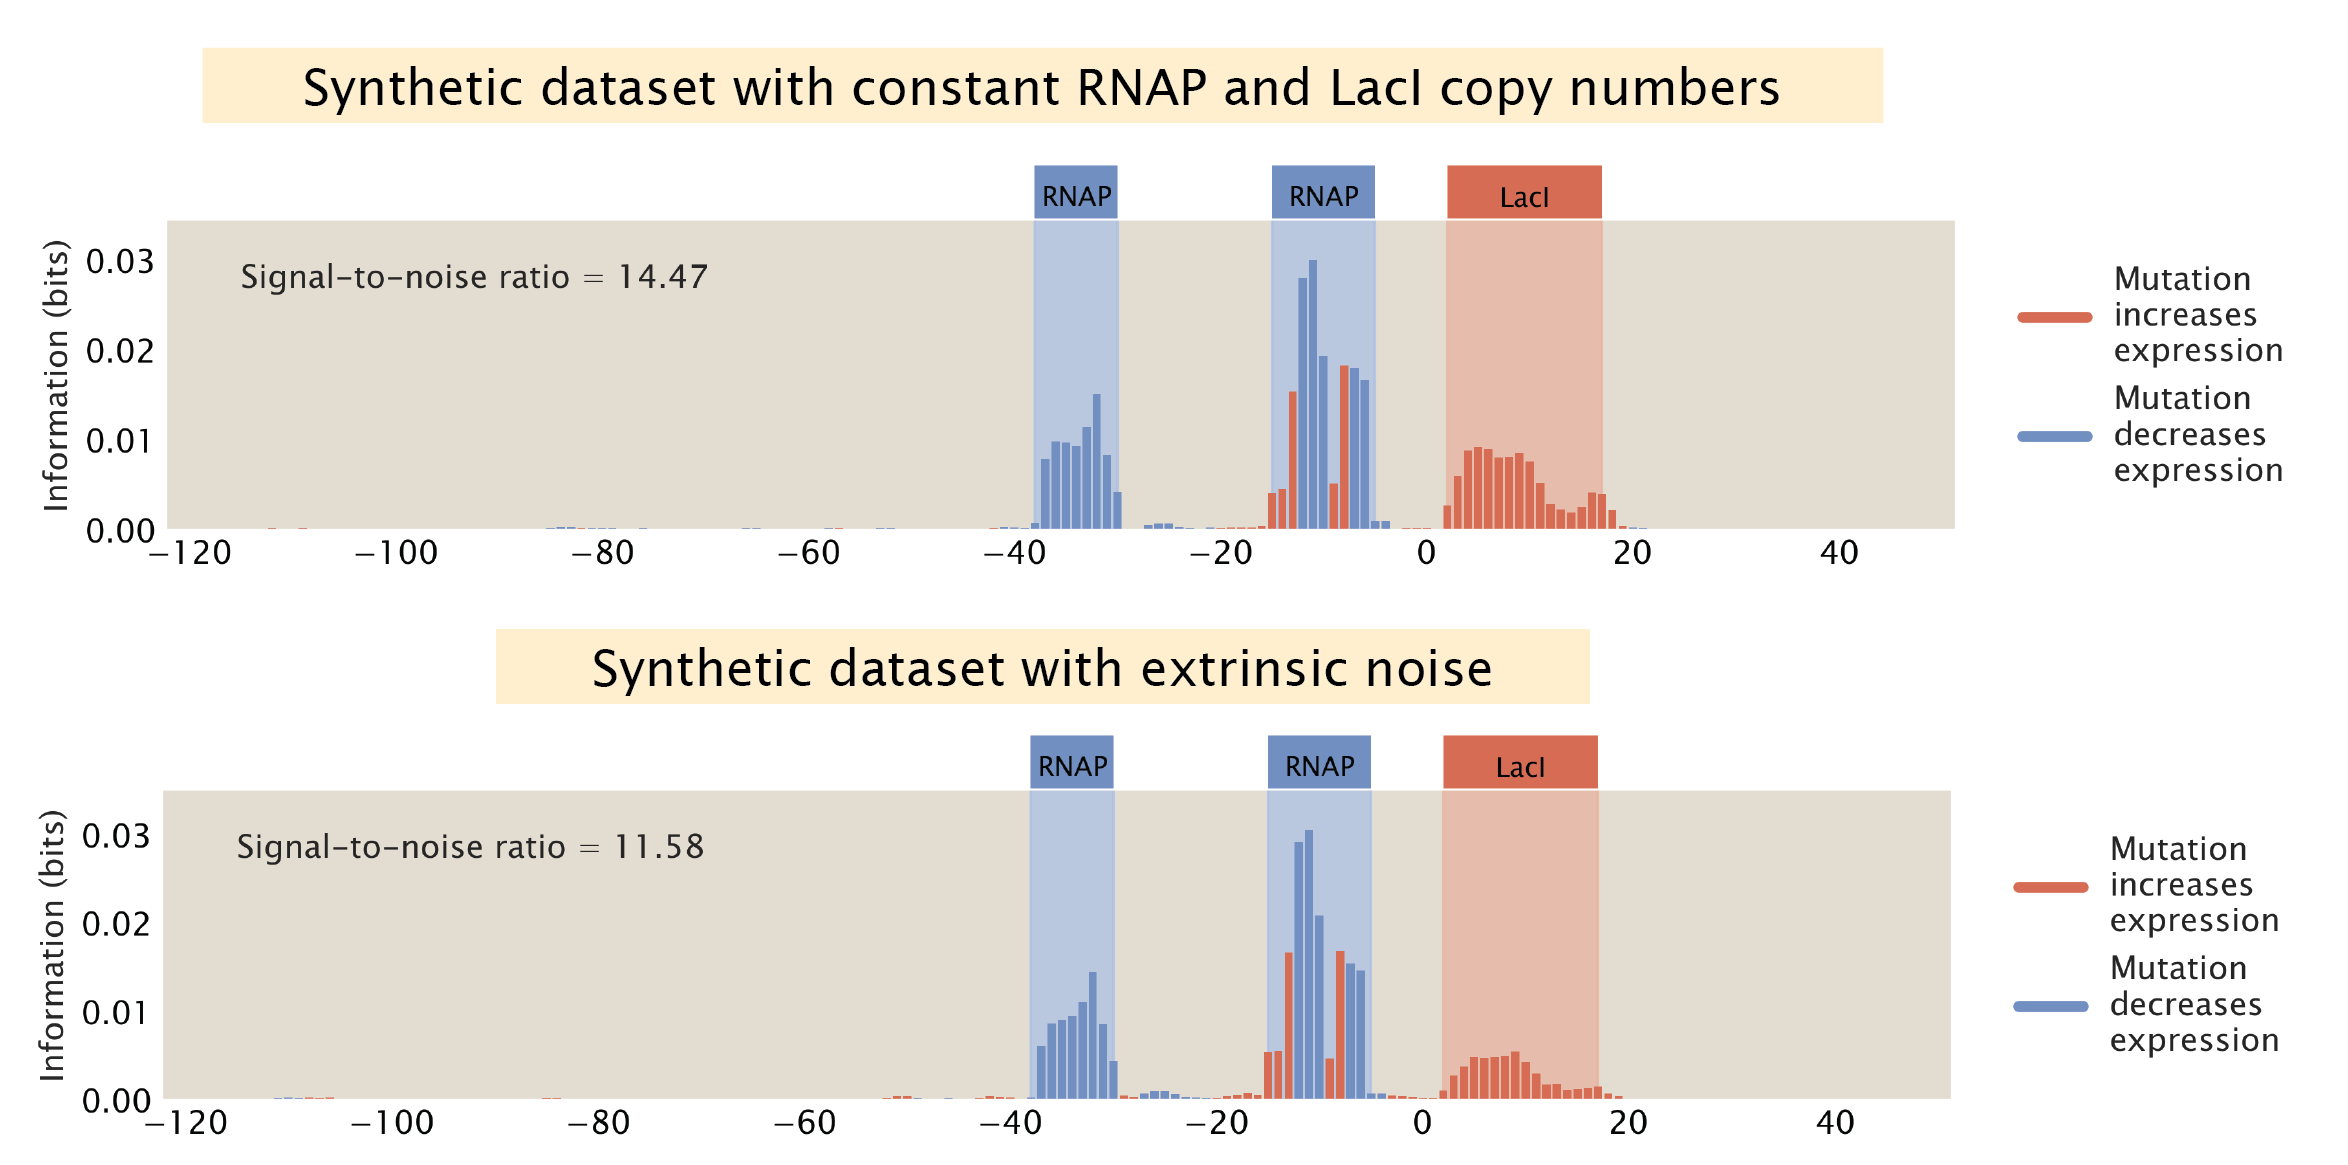 Synthetic dataset with constant RNAP and LacI copy numbers
RNAP
RNAP
LacI
Signal-to-noise ratio = 14.47
Information (bits)
0.03
0.02
0.01
0.00
−120
−100
−80
−60
−40
−20
0
20
40
Mutation
increases
expression
Mutation
decreases
expression
Synthetic dataset with extrinsic noise
RNAP
RNAP
LacI
Signal-to-noise ratio = 11.58
Information (bits)
0.03
0.02
0.01
0.00
−120
−100
−80
−60
−40
−20
0
20
40
Mutation
increases
expression
Mutation
decreases
expression